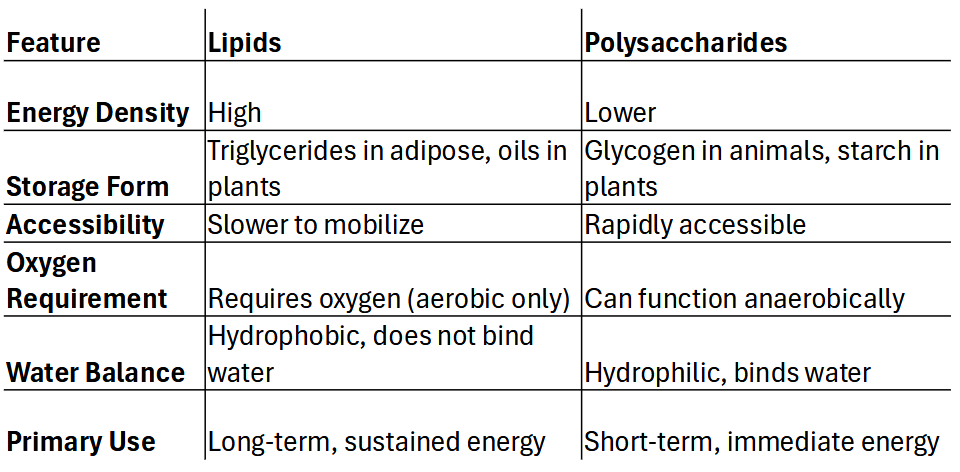 Feature Lipids Polysaccharides
Energy Density High Lower
Triglycerides in adipose, oils in Glycogen in animals, starch in
Storage Form plants plants
Accessibility Slower to mobilize Rapidly accessible
Oxygen
Requirement Requires oxygen (aerobic only) Can function anaerobically
Hydrophobic, does not bind
Water Balance water Hydrophilic, binds water
Primary Use Long-term, sustained energy Short-term, immediate energy